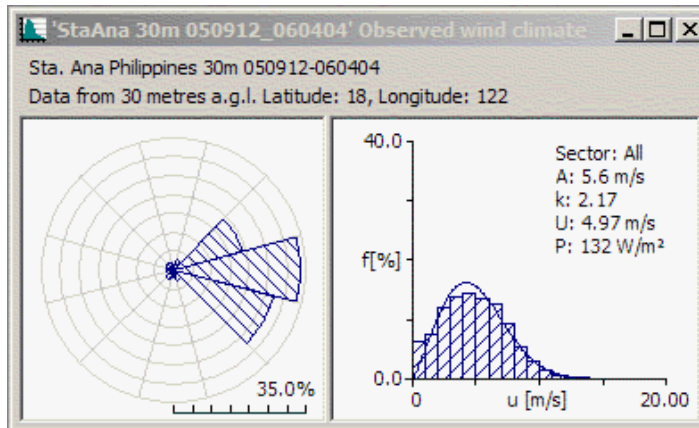 'StaAna 30m 050912_060404' Observed wind climate
Sta. Ana Philippines 30m 050912-060404
Data from 30 metres a.g.l. Latitude: 18, Longitude: 122
35.0%
40.0
Sector: All
A: 5.6 m/s
k: 2.17
U: 4.97 m/s
P: 132 W/m²
f[%]
0.0
0 u [m/s] 20.00